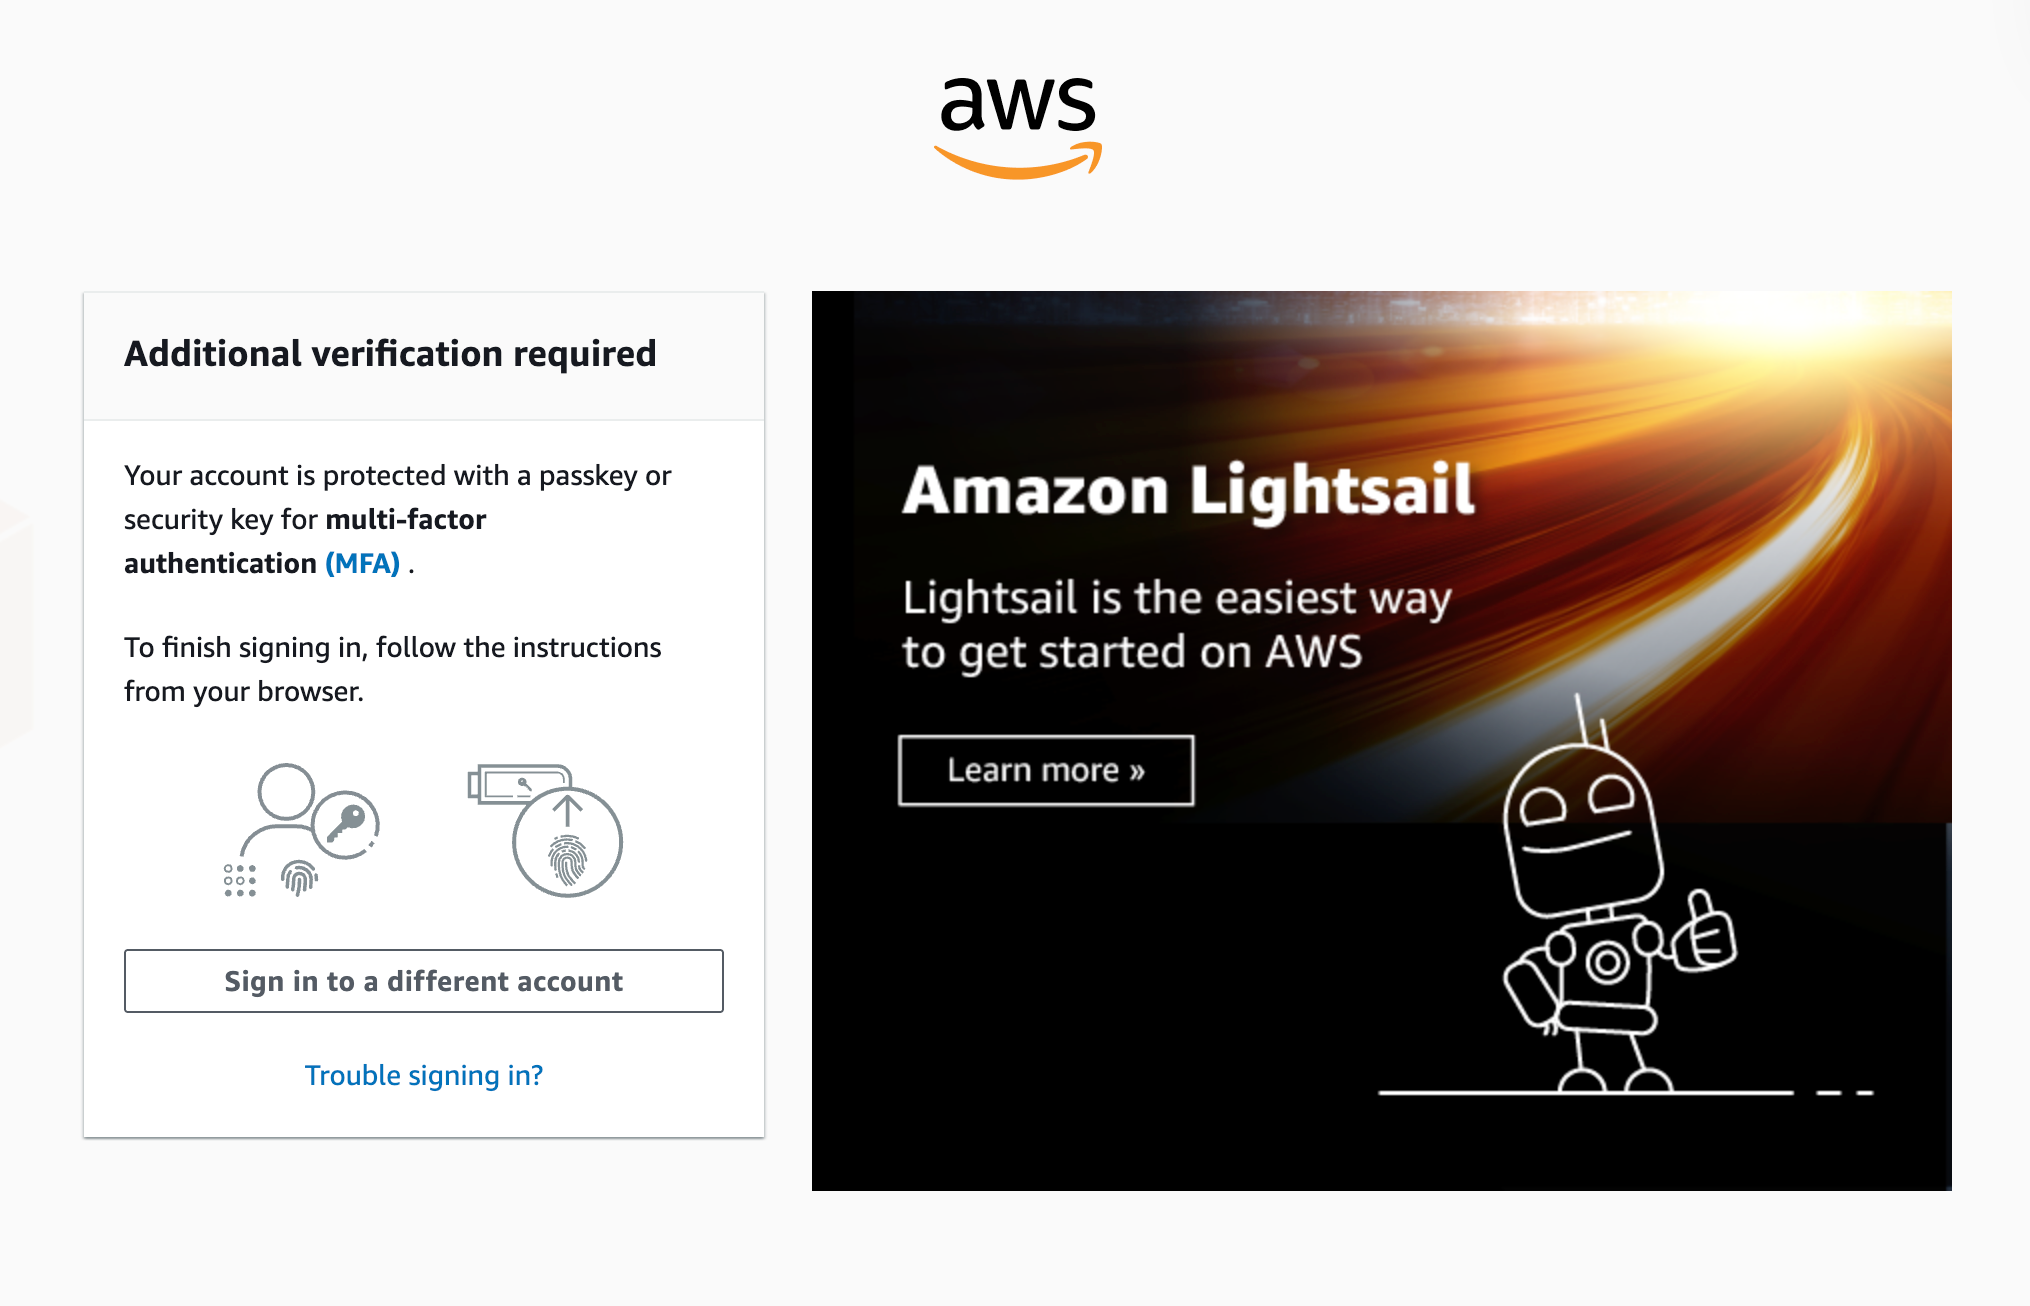 aws
Additional verification required
Your account is protected with a passkey or
security key for multi-factor
authentication (MFA) .
To finish signing in, follow the instructions
from your browser.
Sign in to a different account
Trouble signing in?
Amazon Lightsail
Lightsail is the easiest way
to get started on AWS
Learn more »